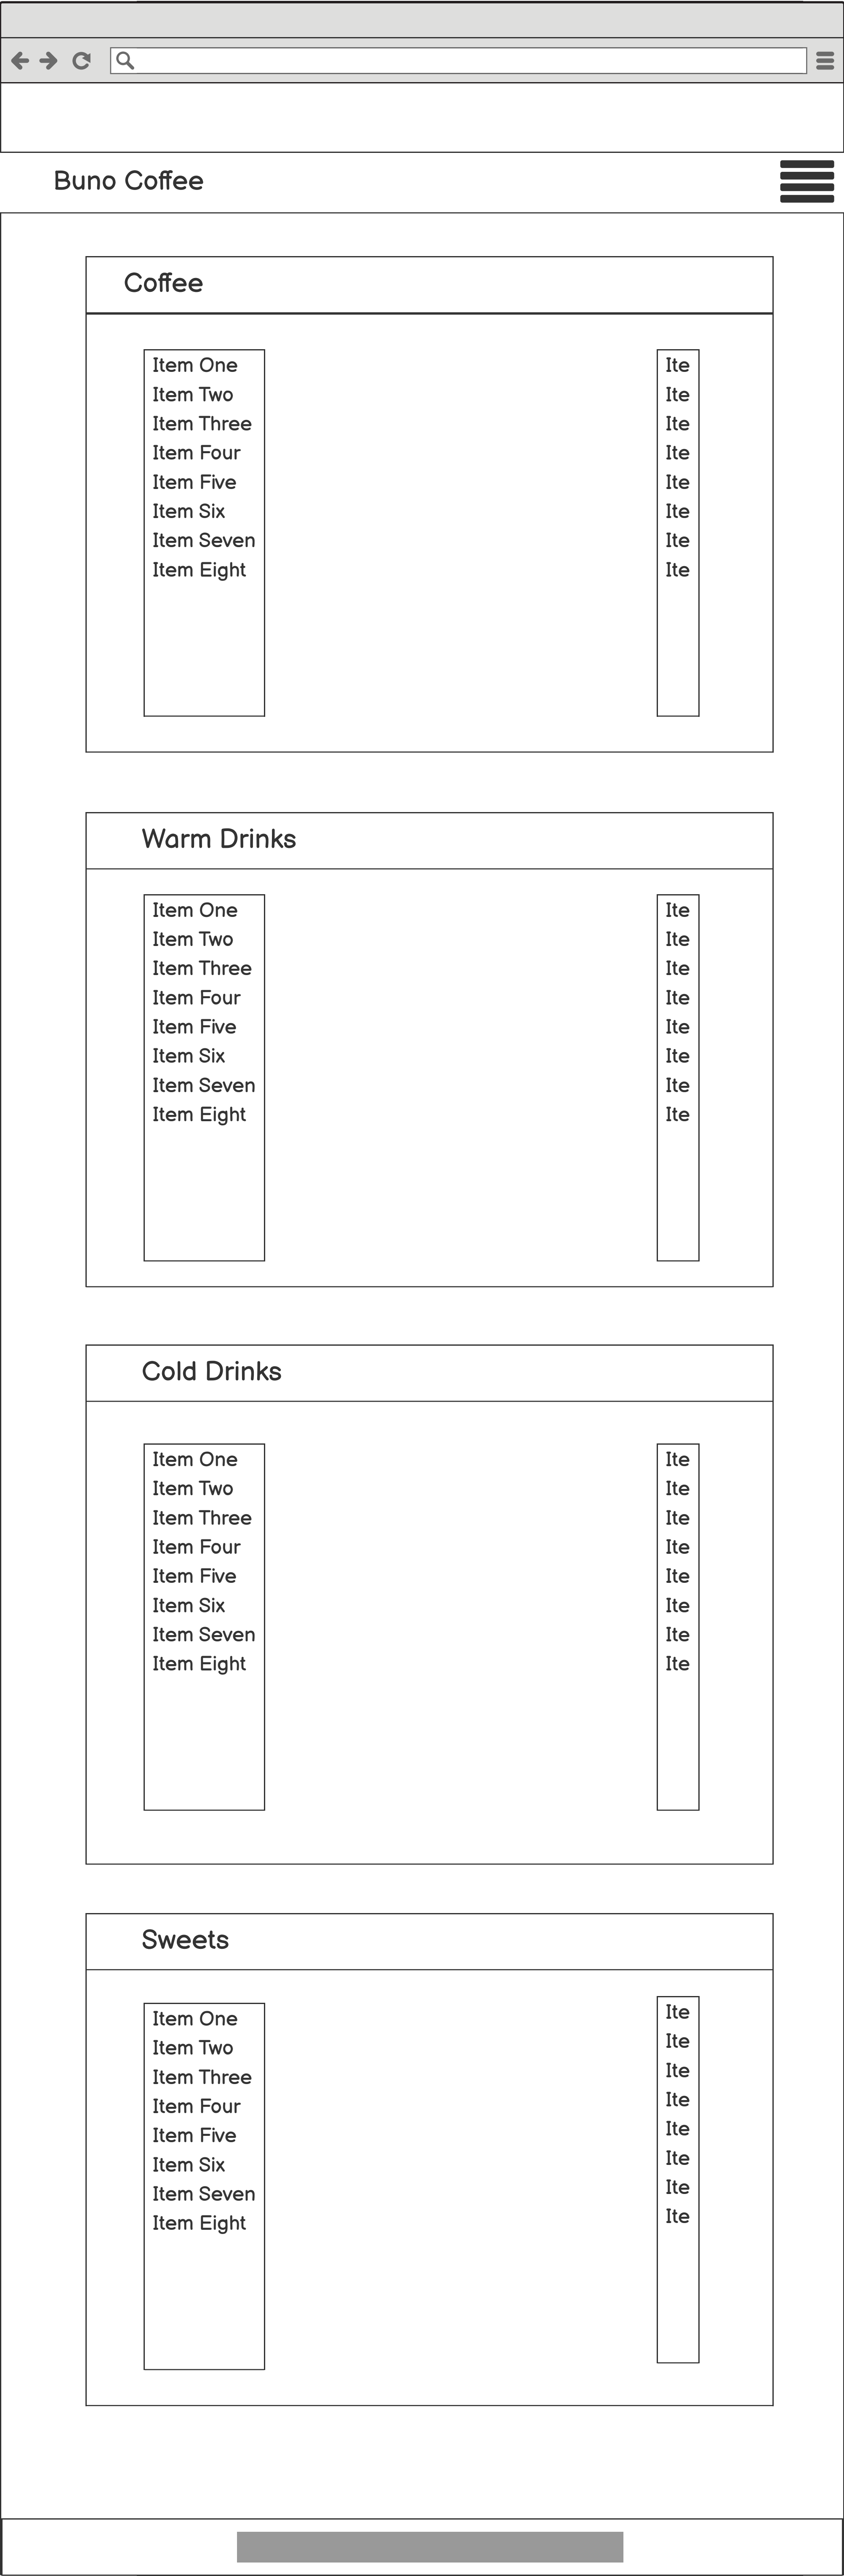 Buno Coffee
Coffee
Item One
Item Two
Item Three
Item Four
Item Five
Item Six
Item Seven
Item Eight
Ite
Ite
Ite
Ite
Ite
Ite
Ite
Ite
Warm Drinks
Item One
Item Two
Item Three
Item Four
Item Five
Item Six
Item Seven
Item Eight
Ite
Ite
Ite
Ite
Ite
Ite
Ite
Ite
Cold Drinks
Item One
Item Two
Item Three
Item Four
Item Five
Item Six
Item Seven
Item Eight
Ite
Ite
Ite
Ite
Ite
Ite
Ite
Ite
Sweets
Item One
Item Two
Item Three
Item Four
Item Five
Item Six
Item Seven
Item Eight
Ite
Ite
Ite
Ite
Ite
Ite
Ite
Ite